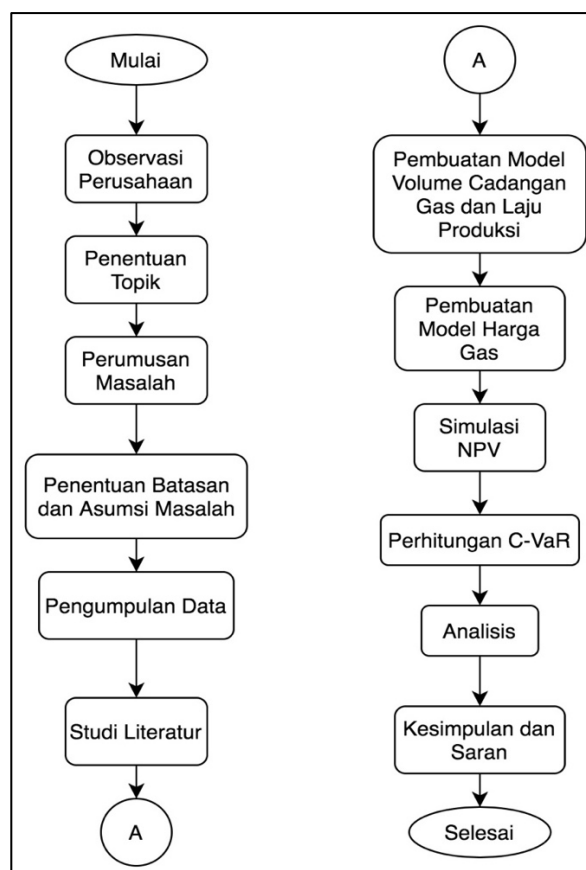 Mulai
Observasi
Perusahaan
Penentuan
Topik
Perumusan
Masalah
Penentuan Batasan
dan Asumsi Masalah
Pengumpulan Data
Studi Literatur
A
A
Pembuatan Model
Volume Cadangan
Gas dan Laju
Produksi
Pembuatan
Model Harga
Gas
Simulasi
NPV
Perhitungan C-VaR
Analisis
Kesimpulan dan
Saran
Selesai